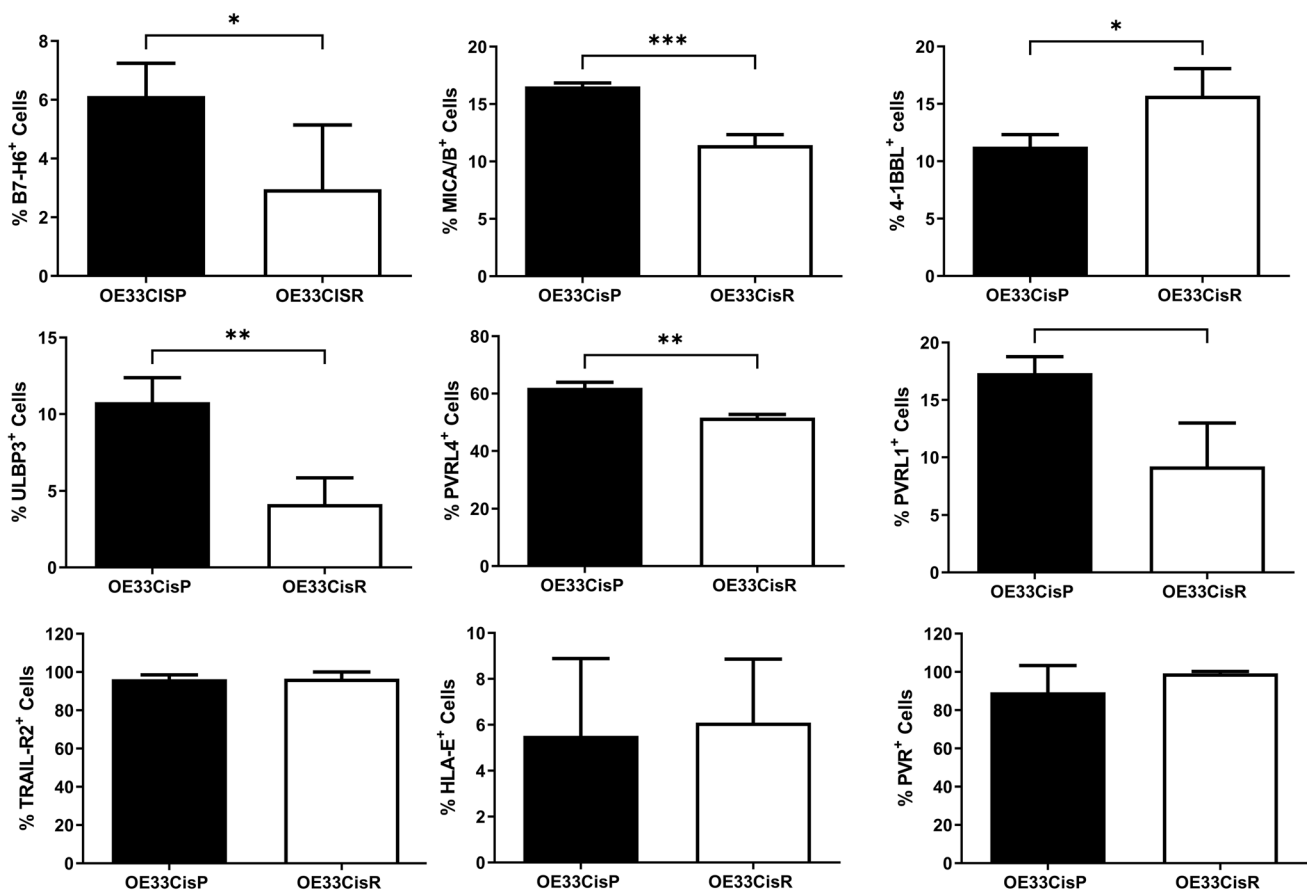 *
% B7-H6+ Cells
8
6
4
2
0
OE33CISP
OE33CISR
***
% MICA/B+ Cells
20
15
10
5
0
OE33CisP
OE33CisR
*
% 4-1BBL+ cells
20
15
10
5
0
OE33CisP
OE33CisR
**
% ULBP3+ Cells
15
10
5
0
OE33CisP
OE33CisR
**
% PVRL4+ Cells
80
60
40
20
0
OE33CisP
OE33CisR
% PVRL1+ Cells
20
15
10
5
0
OE33CisP
OE33CisR
% TRAIL-R2+ Cells
120
100
80
60
40
20
0
OE33CisP
OE33CisR
% HLA-E+ Cells
10
8
6
4
2
0
OE33CisP
OE33CisR
% PVR+ Cells
120
100
80
60
40
20
0
OE33CisP
OE33CisR